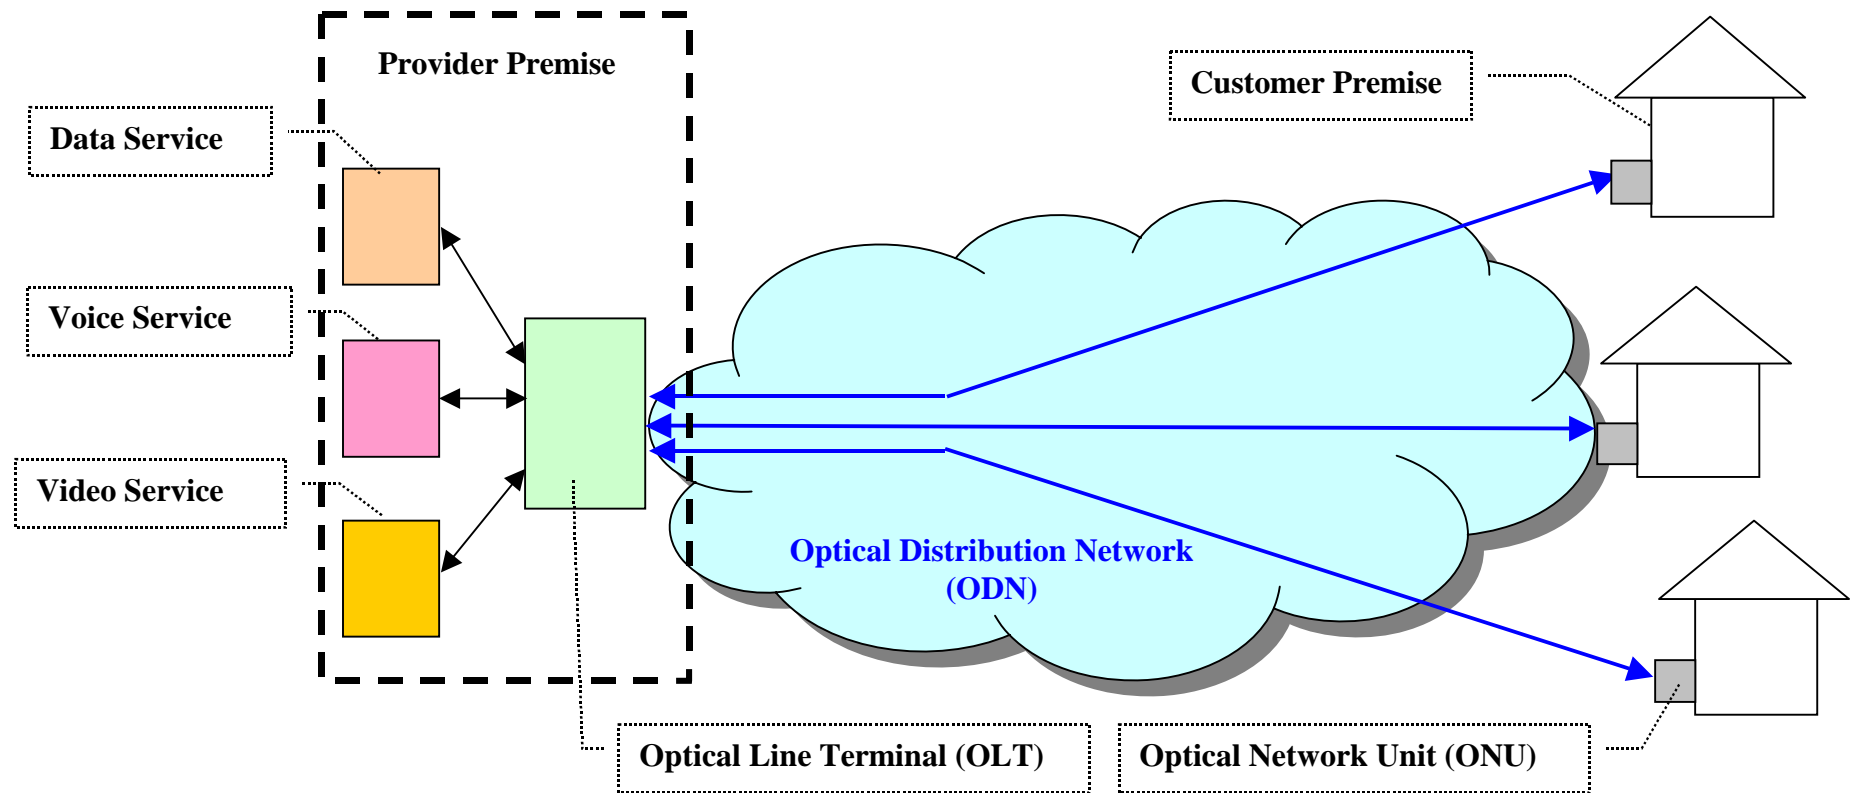 Provider Premise
Customer Premise
Data Service
Voice Service
Video Service
Optical Distribution Network
(ODN)
Optical Line Terminal (OLT)
Optical Network Unit (ONU)